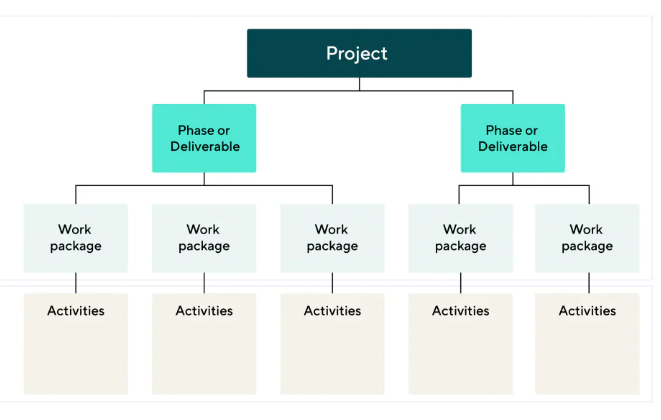 Project
Phase or
Deliverable
Phase or
Deliverable
Work
package
Work
package
Work
package
Work
package
Work
package
Activities
Activities
Activities
Activities
Activities